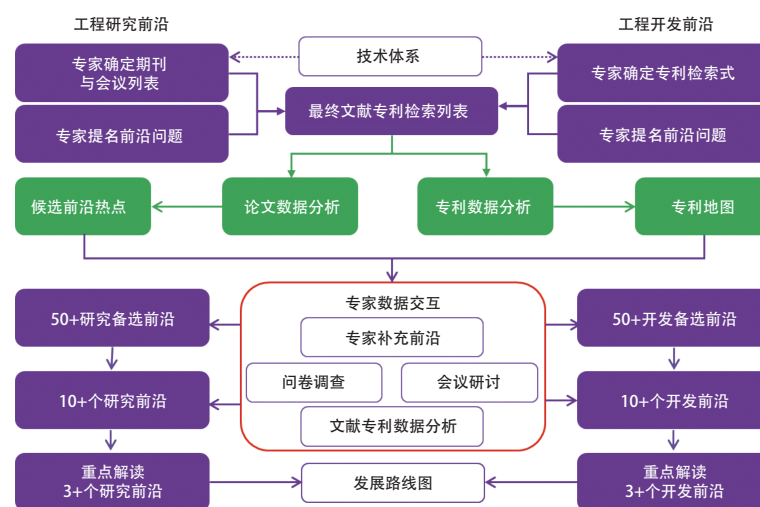 工程研究前沿
工程开发前沿
专家确定期刊
与会议列表
技术体系
专家确定专利检索式
最终文献专利检索列表
专家提名前沿问题
专家提名前沿问题
候选前沿热点
论文数据分析
专利数据分析
专利地图
专家数据交互
50+研究备选前沿
专家补充前沿
50+开发备选前沿
问卷调查
会议研讨
10+个研究前沿
文献专利数据分析
10+个开发前沿
重点解读
3+个研究前沿
发展路线图
重点解读
3+个开发前沿